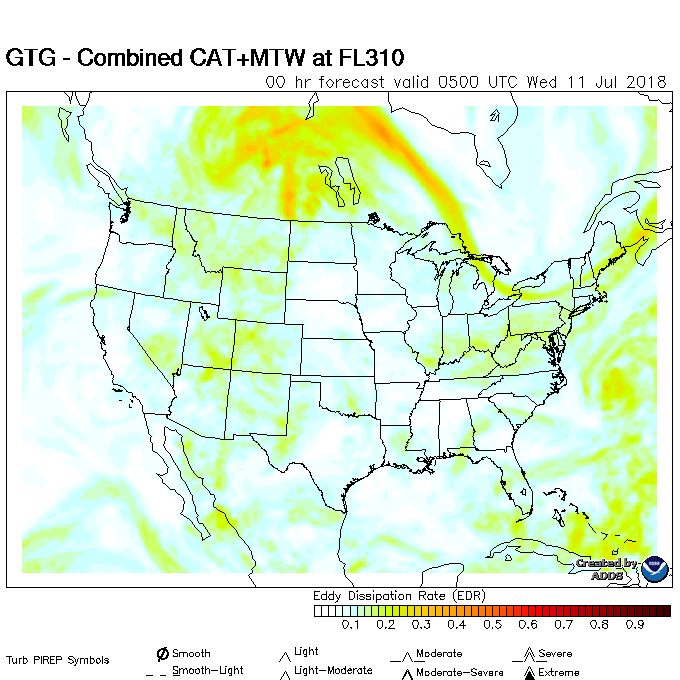 GTG - Combined CAT+MTW at FL310
00 hr forecast valid 0500 UTC Wed 11 Jul 2018
Created by
ADDS
Eddy Dissipation Rate (EDR)
0.1 0.2 0.3 0.4 0.5 0.6 0.7 0.8 0.9
Turb PIREP Symbols
Smooth Light Moderate Severe
Smooth-Light Light-Moderate Moderate-Severe Extreme